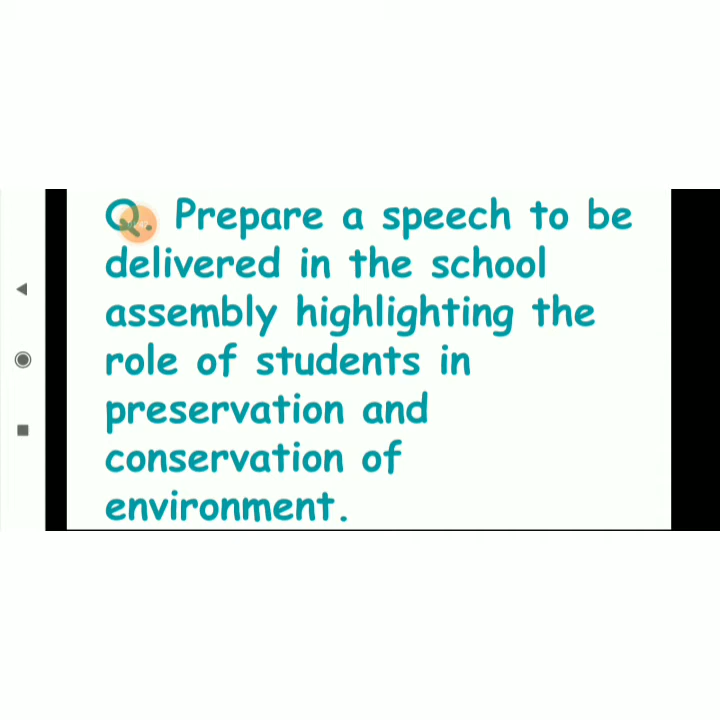 Q. Prepare a speech to be
delivered in the school
assembly highlighting the
role of students in
preservation and
conservation of
environment.